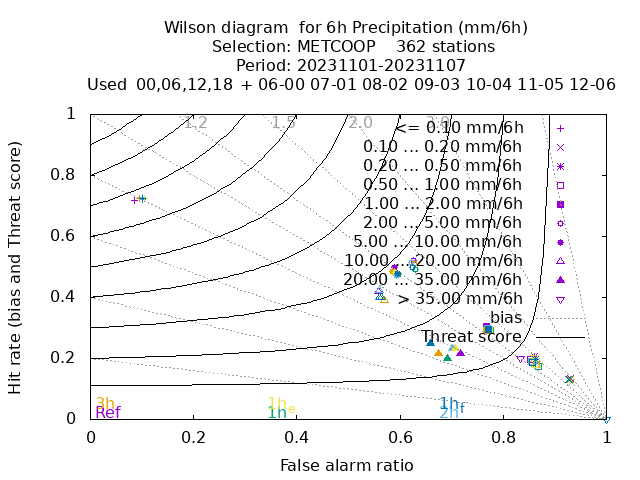 Wilson diagram  for 6h Precipitation (mm/6h)
Selection: METCOOP    362 stations
Period: 20231101-20231107
Used  00,06,12,18  + 06-00 07-01 08-02 09-03 10-04 11-05 12-06
1.2 1.5 2.0 3.0
<= 0.10 mm/6h
0.10 ... 0.20 mm/6h
0.20 ... 0.50 mm/6h
0.50 ... 1.00 mm/6h
1.00 ... 2.00 mm/6h
2.00 ... 5.00 mm/6h
5.00 ... 10.00 mm/6h
10.00 ... 20.00 mm/6h
20.00 ... 35.00 mm/6h
> 35.00 mm/6h
bias
Threat score
Hit rate (bias and Threat score)
1
0.8
0.6
0.4
0.2
0
3h 1h_e 1h_f
Ref 1h 2h
0 0.2 0.4 0.6 0.8 1
False alarm ratio